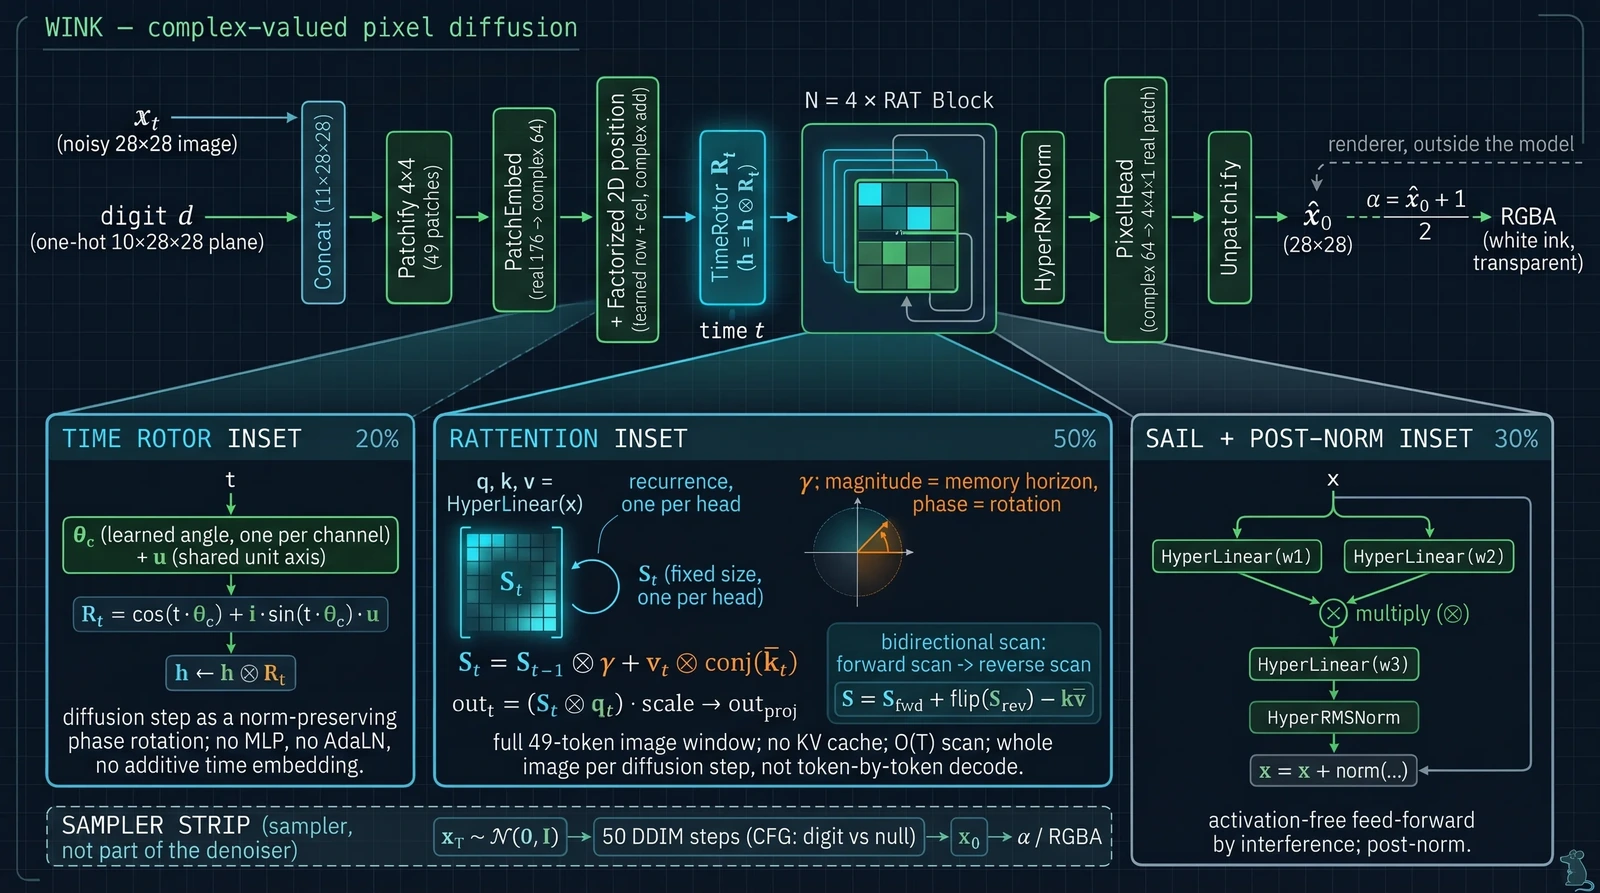 WINK — complex-valued pixel diffusion
x_t
(noisy 28×28 image)
digit d
(one-hot 10×28×28 plane)
Concat (11×28×28)
Patchify 4×4
(49 patches)
PatchEmbed
(real 176 -> complex 64)
+ Factorized 2D position
(learned row + cel, complex add)
TimeRotor R_t
(h = h ⊗ R_t)
time t
N = 4 × RAT Block
HyperRMSNorm
PixelHead
(complex 64 -> 4×4×1 real patch)
Unpatchify
renderer, outside the model
x̂_0
(28×28)
α = x̂_0 + 1
2
RGBA
(white ink,
transparent)
TIME ROTOR INSET 20%
t
θ_c (learned angle, one per channel)
+ u (shared unit axis)
R_t = cos(t·θ_c) + i·sin(t·θ_c)·u
h ← h ⊗ R_t
diffusion step as a norm-preserving
phase rotation; no MLP, no AdaLN,
no additive time embedding.
RATTENTION INSET 50%
q, k, v =
HyperLinear(x)
recurrence,
one per head
S_t
S_t (fixed size,
one per head)
γ; magnitude = memory horizon,
phase = rotation
S_t = S_{t−1} ⊗ γ + v_t ⊗ conj(k̄_t)
out_t = (S_t ⊗ q_t) · scale → out_proj
bidirectional scan:
forward scan -> reverse scan
S = S_fwd + flip(S_rev) − kv̄
full 49-token image window; no KV cache; O(T) scan; whole
image per diffusion step, not token-by-token decode.
SAIL + POST-NORM INSET 30%
x
HyperLinear(w1)
HyperLinear(w2)
⊗ multiply (⊗)
HyperLinear(w3)
HyperRMSNorm
x = x + norm(...)
activation-free feed-forward
by interference; post-norm.
SAMPLER STRIP (sampler,
not part of the denoiser)
x_T ~ N(0, I) → 50 DDIM steps (CFG: digit vs null) → x_0 → α / RGBA